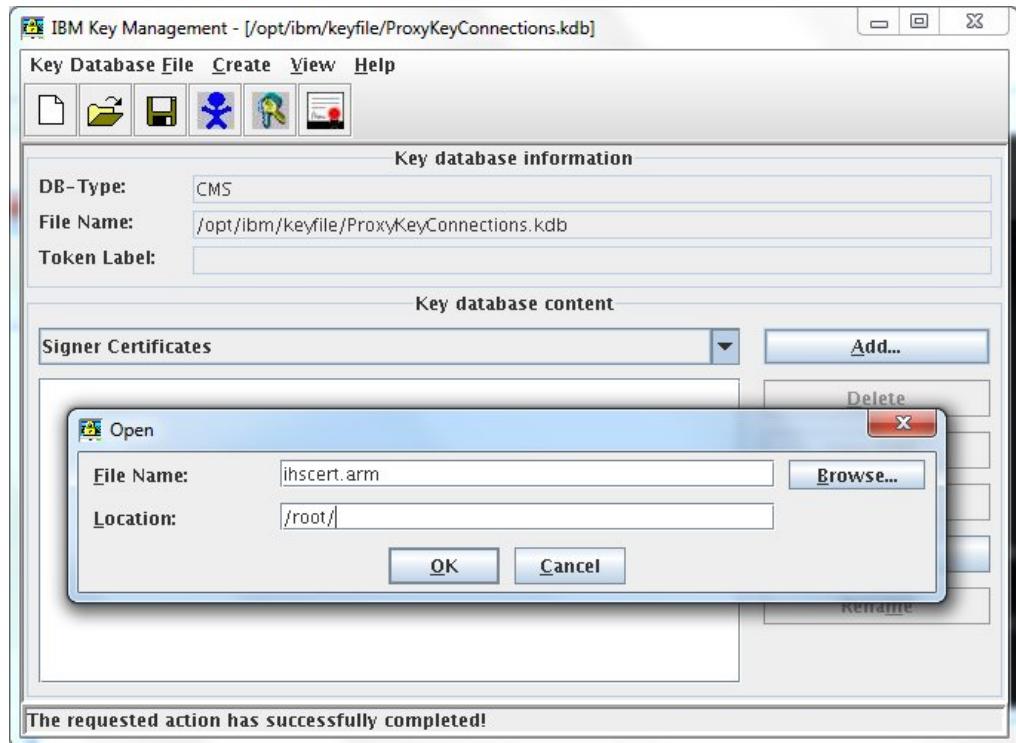 IBM Key Management - [/opt/ibm/keyfile/ProxyKeyConnections.kdb]
Key Database File Create View Help
Key database information
DB-Type: CMS
File Name: /opt/ibm/keyfile/ProxyKeyConnections.kdb
Token Label:
Key database content
Signer Certificates Add...
Delete
Open
File Name: ihscert.arm Browse...
Location: /root/
OK Cancel
Rename
The requested action has successfully completed!